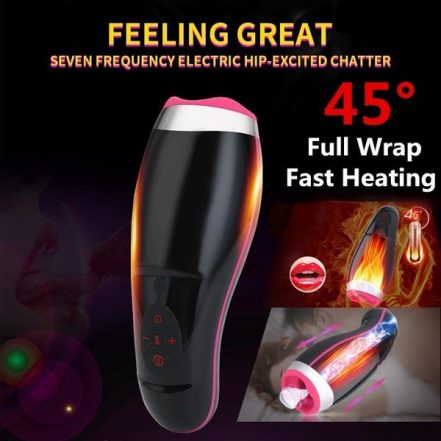 FEELING GREAT
SEVEN FREQUENCY ELECTRIC HIP-EXCITED CHATTER
45°
Full Wrap
Fast Heating